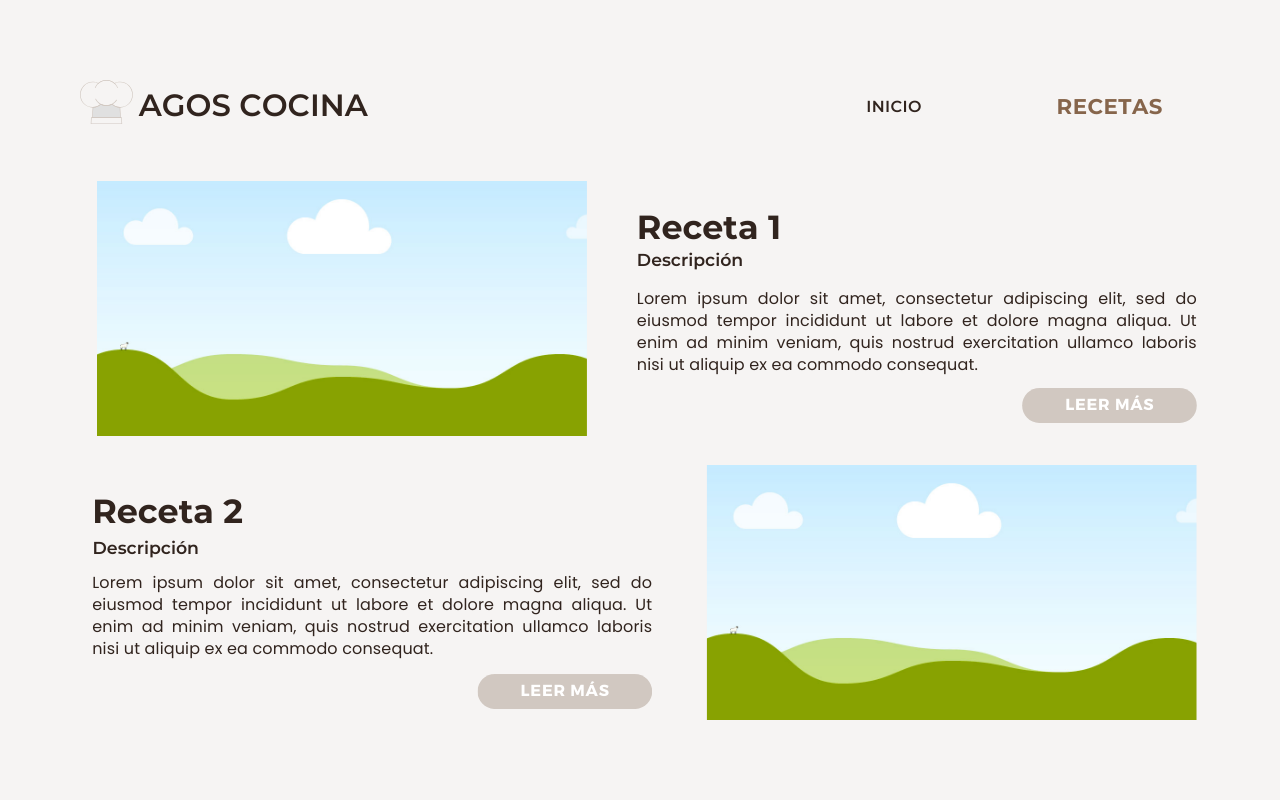 AGOS COCINA
INICIO
RECETAS
Receta 1
Descripción
Lorem ipsum dolor sit amet, consectetur adipiscing elit, sed do
eiusmod tempor incididunt ut labore et dolore magna aliqua. Ut
enim ad minim veniam, quis nostrud exercitation ullamco laboris
nisi ut aliquip ex ea commodo consequat.
LEER MÁS
Receta 2
Descripción
Lorem ipsum dolor sit amet, consectetur adipiscing elit, sed do
eiusmod tempor incididunt ut labore et dolore magna aliqua. Ut
enim ad minim veniam, quis nostrud exercitation ullamco laboris
nisi ut aliquip ex ea commodo consequat.
LEER MÁS